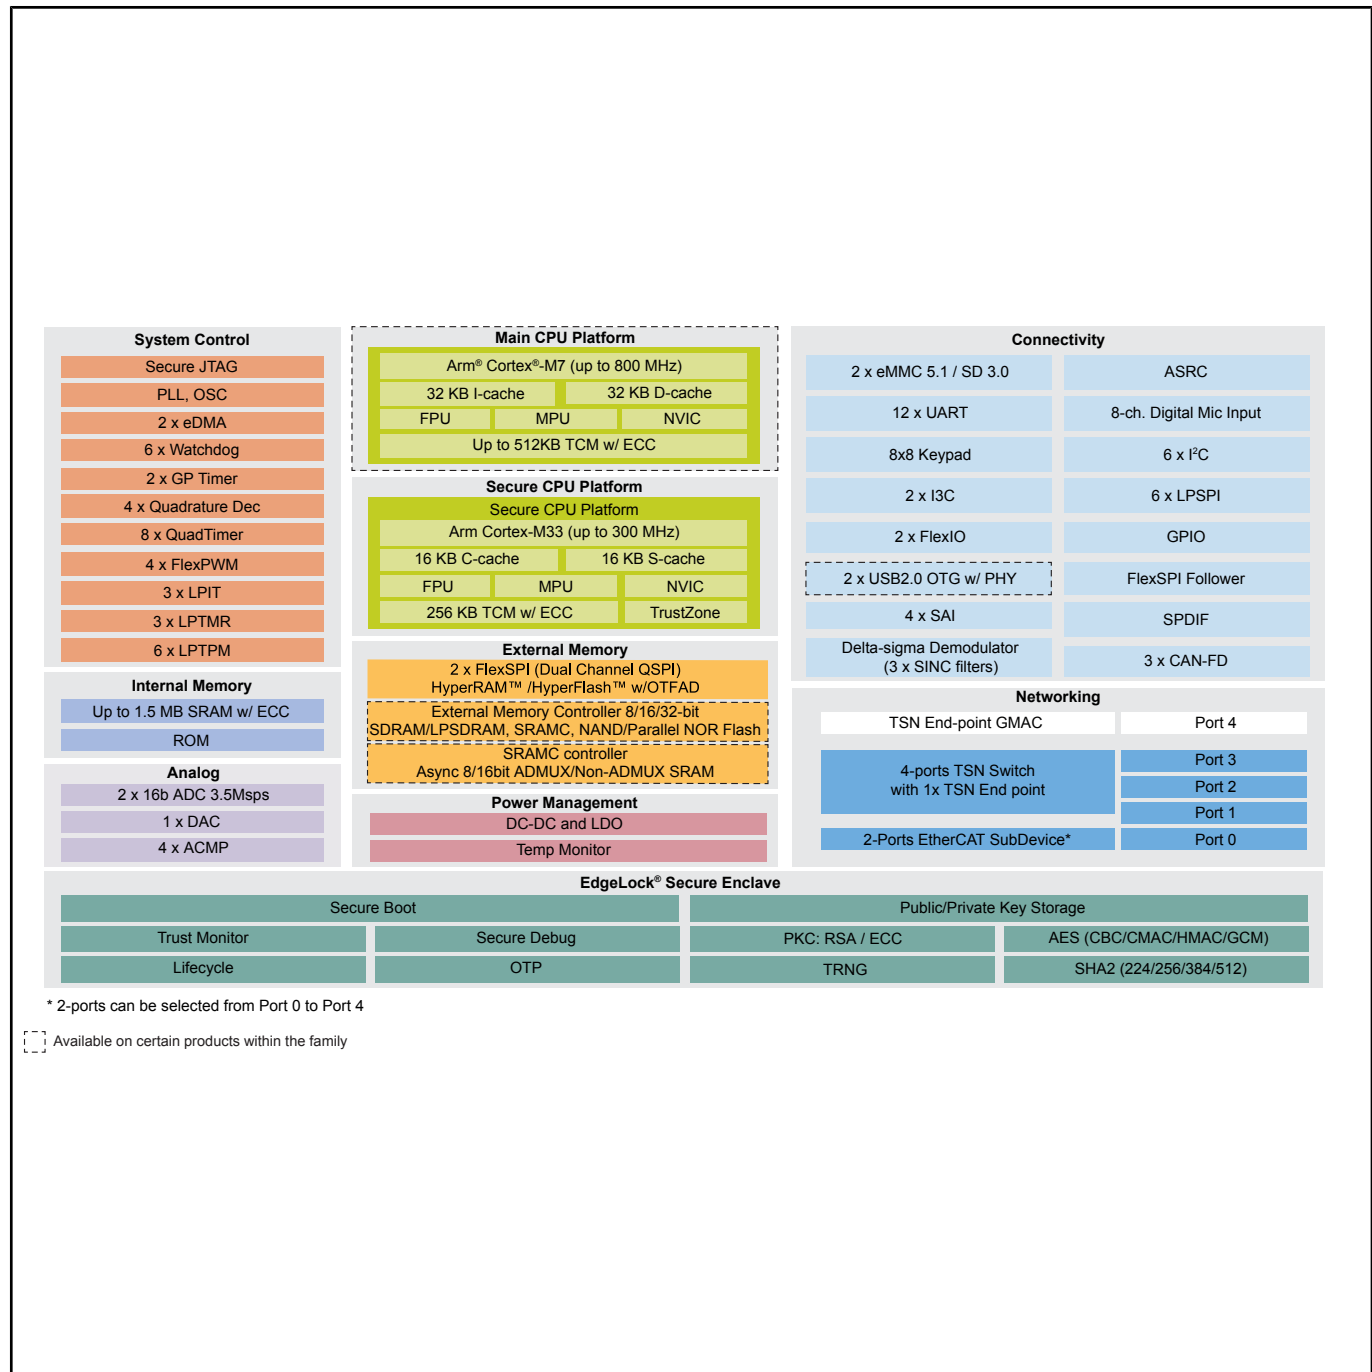 System Control
Secure JTAG
PLL, OSC
2 x eDMA
6 x Watchdog
2 x GP Timer
4 x Quadrature Dec
8 x QuadTimer
4 x FlexPWM
3 x LPIT
3 x LPTMR
6 x LPTPM
Internal Memory
Up to 1.5 MB SRAM w/ ECC
ROM
Analog
2 x 16b ADC 3.5Msps
1 x DAC
4 x ACMP
Main CPU Platform
Arm® Cortex®-M7 (up to 800 MHz)
32 KB I-cache
32 KB D-cache
FPU
MPU
NVIC
Up to 512KB TCM w/ ECC
Secure CPU Platform
Secure CPU Platform
Arm Cortex-M33 (up to 300 MHz)
16 KB C-cache
16 KB S-cache
FPU
MPU
NVIC
256 KB TCM w/ ECC
TrustZone
External Memory
2 x FlexSPI (Dual Channel QSPI)
HyperRAM™ /HyperFlash™ w/OTFAD
External Memory Controller 8/16/32-bit
SDRAM/LPSDRAM, SRAMC, NAND/Parallel NOR Flash
SRAMC controller
Async 8/16bit ADMUX/Non-ADMUX SRAM
Power Management
DC-DC and LDO
Temp Monitor
Connectivity
2 x eMMC 5.1 / SD 3.0
ASRC
12 x UART
8-ch. Digital Mic Input
8x8 Keypad
6 x I²C
2 x I3C
6 x LPSPI
2 x FlexIO
GPIO
2 x USB2.0 OTG w/ PHY
FlexSPI Follower
4 x SAI
SPDIF
Delta-sigma Demodulator
(3 x SINC filters)
3 x CAN-FD
Networking
TSN End-point GMAC
Port 4
4-ports TSN Switch
with 1x TSN End point
Port 3
Port 2
Port 1
2-Ports EtherCAT SubDevice*
Port 0
EdgeLock® Secure Enclave
Secure Boot
Public/Private Key Storage
Trust Monitor
Secure Debug
PKC: RSA / ECC
AES (CBC/CMAC/HMAC/GCM)
Lifecycle
OTP
TRNG
SHA2 (224/256/384/512)
* 2-ports can be selected from Port 0 to Port 4
Available on certain products within the family